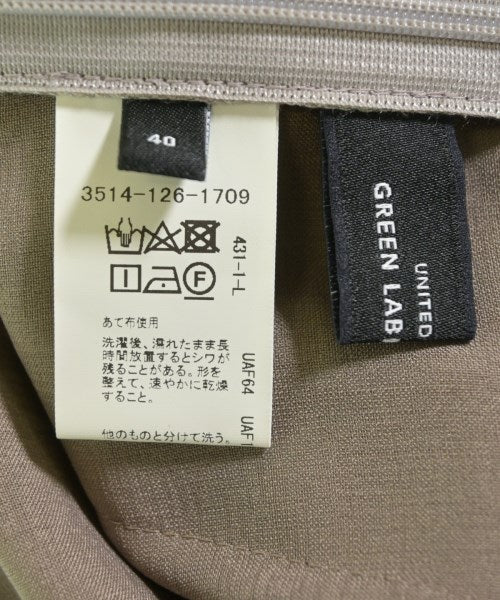 40
3514-126-1709
431-1-L
F
あて布使用
洗濯後、濡れたまま長
時間放置するとシワが
残ることがある。形を
整えて、速やかに乾燥
すること。
他のものと分けて洗う。
UAF64
UAF1
UNITED
GREEN LAB